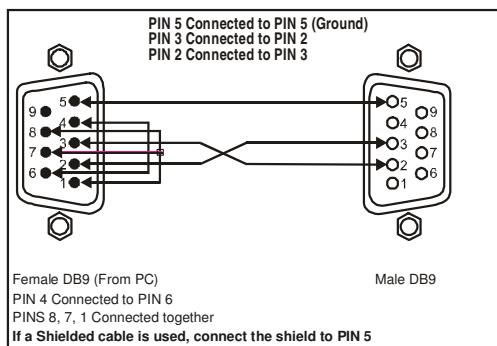 PIN 5 Connected to PIN 5 (Ground)
PIN 3 Connected to PIN 2
PIN 2 Connected to PIN 3
5
9
4
8
3
7
2
6
1
5
9
4
8
3
7
2
6
1
Female DB9 (From PC)
Male DB9
PIN 4 Connected to PIN 6
PINS 8, 7, 1 Connected together
If a Shielded cable is used, connect the shield to PIN 5